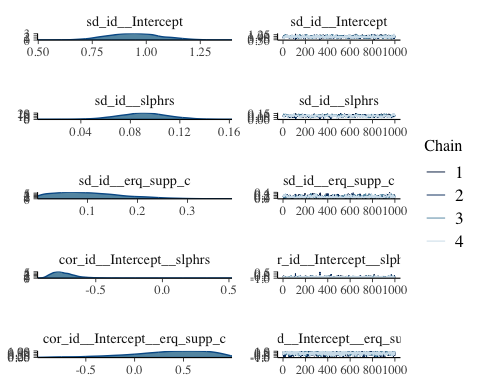 sd_id__Intercept
0.50 0.75 1.00 1.25
sd_id__Intercept
0 200 400 600 8001000
sd_id__slphrs
0.04 0.08 0.12 0.16
sd_id__slphrs
0 200 400 600 8001000
Chain
1
2
3
4
sd_id__erq_supp_c
0.1 0.2 0.3
sd_id__erq_supp_c
0 200 400 600 8001000
cor_id__Intercept__slphrs
-0.5 0.0 0.5
r_id__Intercept__slph
0 200 400 600 8001000
cor_id__Intercept__erq_supp_c
-0.5 0.0 0.5
d__Intercept__erq_su
0 200 400 600 8001000